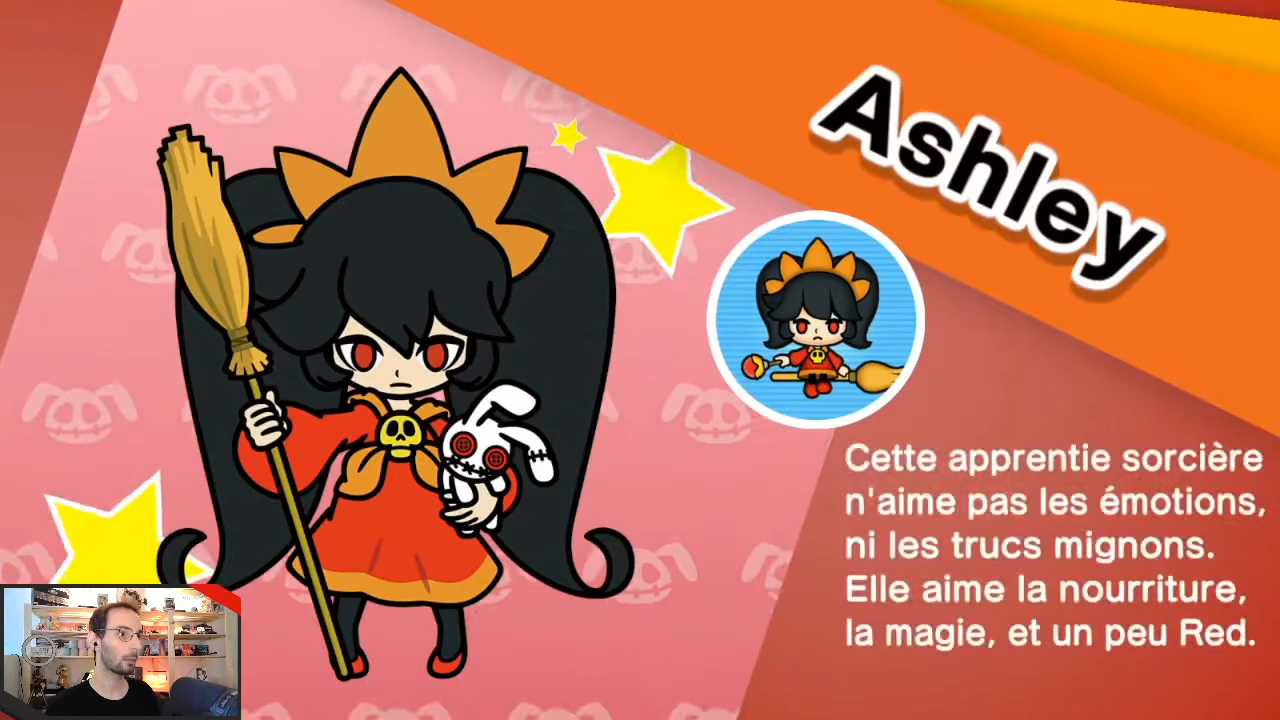 Ashley
Cette apprentie sorcière
n'aime pas les émotions,
ni les trucs mignons.
Elle aime la nourriture,
la magie, et un peu Red.